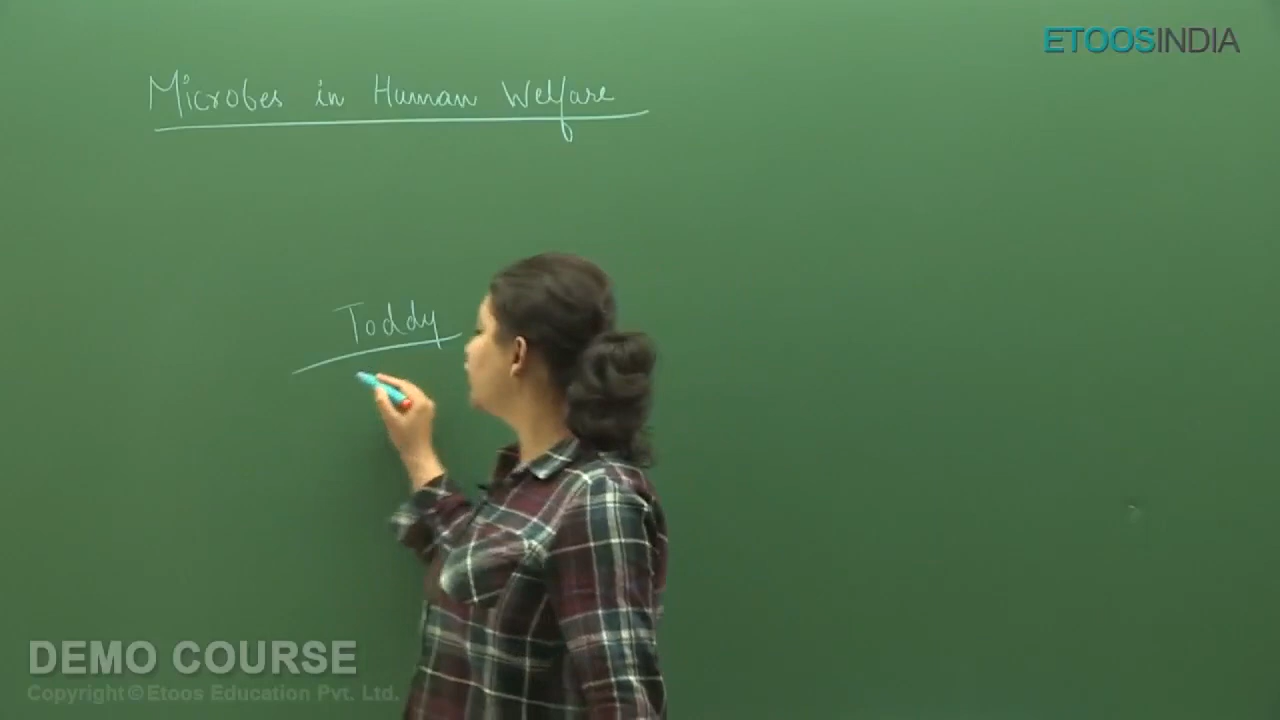 ETOOSINDIA
Microbes in Human Welfare
Toddy
DEMO COURSE
Copyright©Etoos Education Pvt. Ltd.